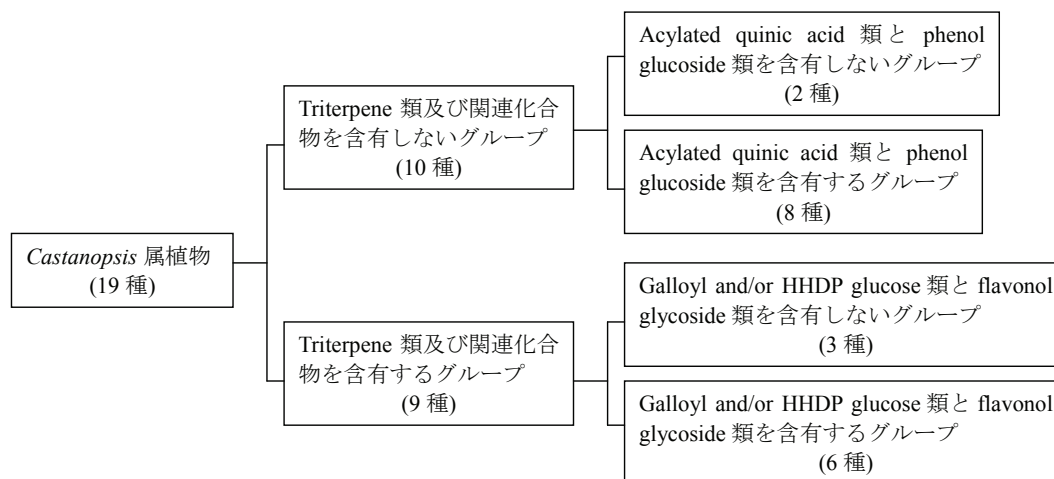 Castanopsis 属植物
(19 種)
Triterpene 類及び関連化合
物を含有しないグループ
(10 種)
Acylated quinic acid 類と phenol
glucoside 類を含有しないグループ
(2 種)
Acylated quinic acid 類と phenol
glucoside 類を含有するグループ
(8 種)
Triterpene 類及び関連化合
物を含有するグループ
(9 種)
Galloyl and/or HHDP glucose 類と flavonol
glycoside 類を含有しないグループ
(3 種)
Galloyl and/or HHDP glucose 類と flavonol
glycoside 類を含有するグループ
(6 種)